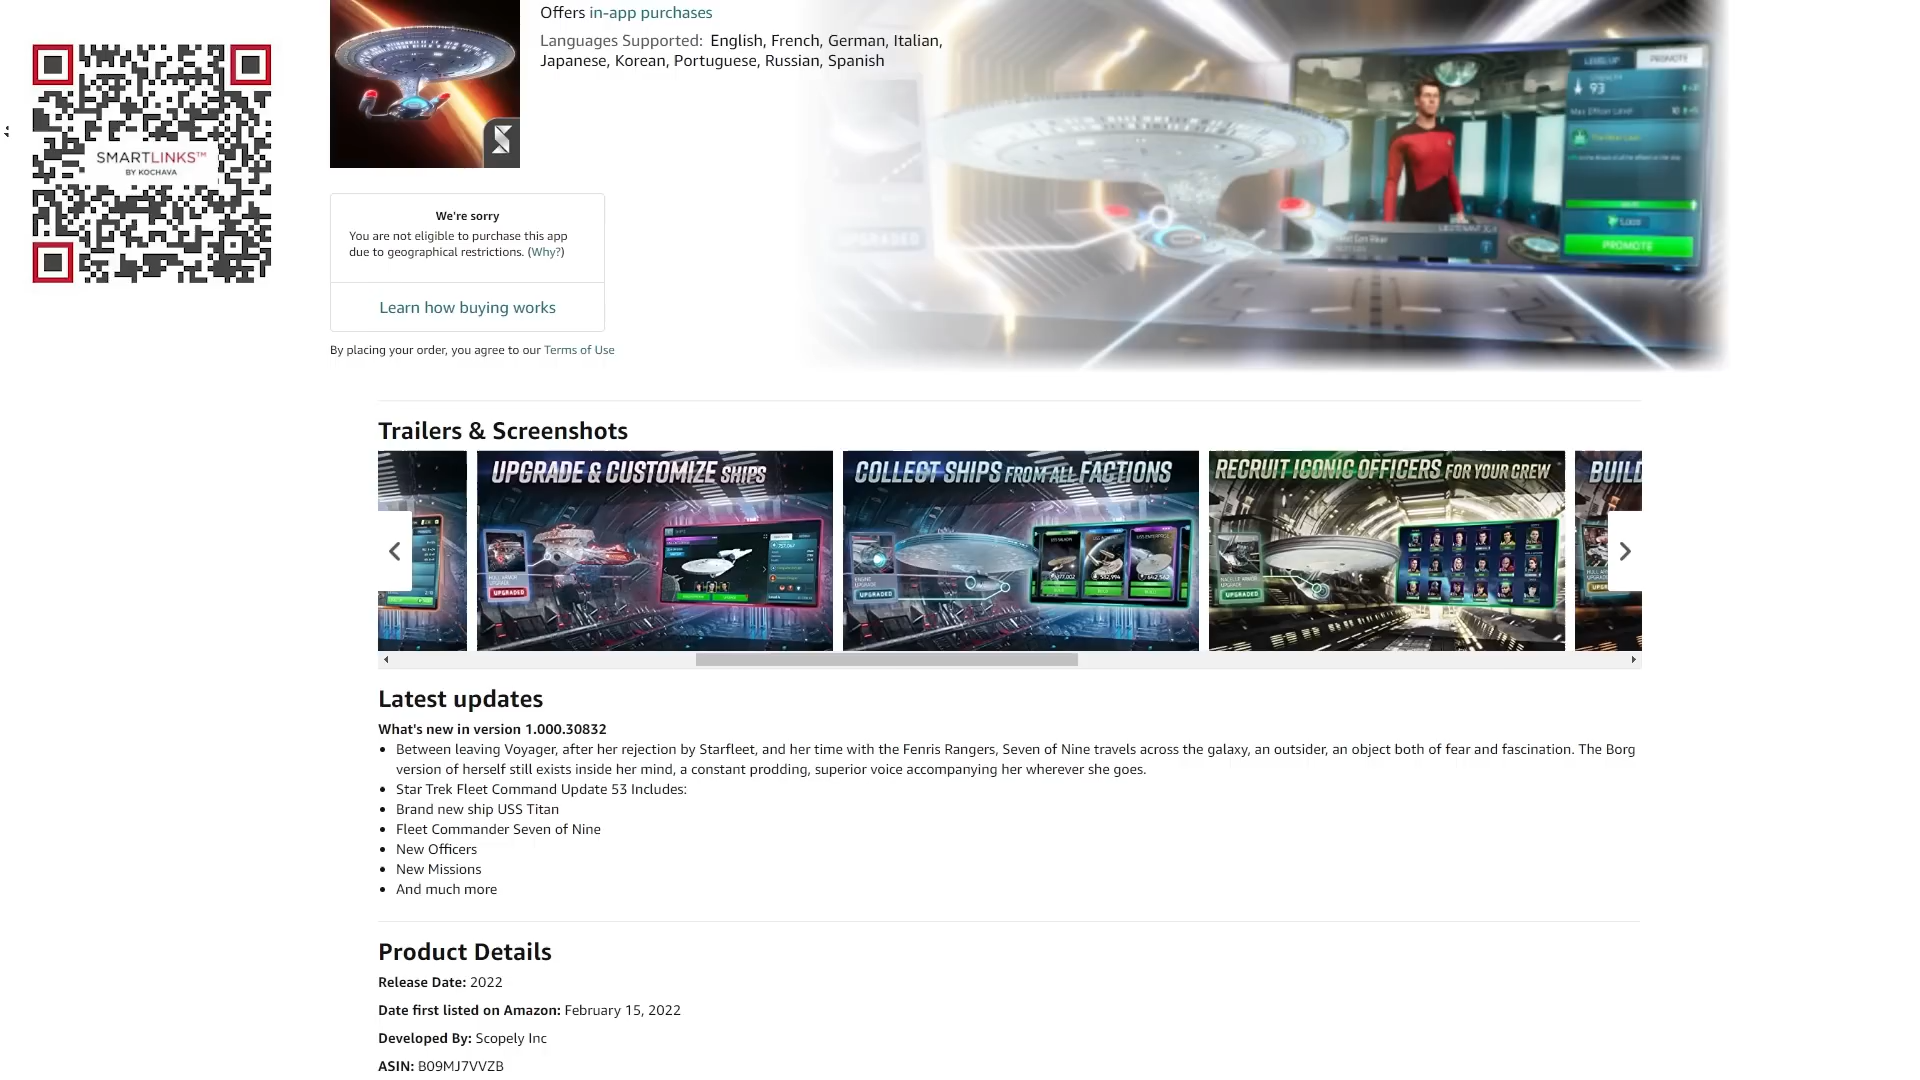 Offers in-app purchases
Languages Supported: English, French, German, Italian,
Japanese, Korean, Portuguese, Russian, Spanish
SMARTLINKS™
BY KOCHAVA
LEVEL UP
PROMOTE
93
UPGRADED
PROMOTE
We're sorry
You are not eligible to purchase this app
due to geographical restrictions. (Why?)
Learn how buying works
By placing your order, you agree to our Terms of Use
Trailers & Screenshots
UPGRADE & CUSTOMIZE SHIPS
COLLECT SHIPS FROM ALL FACTIONS
RECRUIT ICONIC OFFICERS FOR YOUR CREW
BUILD
UPGRADED
UPGRADED
UPGRADED
Latest updates
What's new in version 1.000.30832
Between leaving Voyager, after her rejection by Starfleet, and her time with the Fenris Rangers, Seven of Nine travels across the galaxy, an outsider, an object both of fear and fascination. The Borg
version of herself still exists inside her mind, a constant prodding, superior voice accompanying her wherever she goes.
Star Trek Fleet Command Update 53 Includes:
Brand new ship USS Titan
Fleet Commander Seven of Nine
New Officers
New Missions
And much more
Product Details
Release Date: 2022
Date first listed on Amazon: February 15, 2022
Developed By: Scopely Inc
ASIN: B09MJ7VVZB